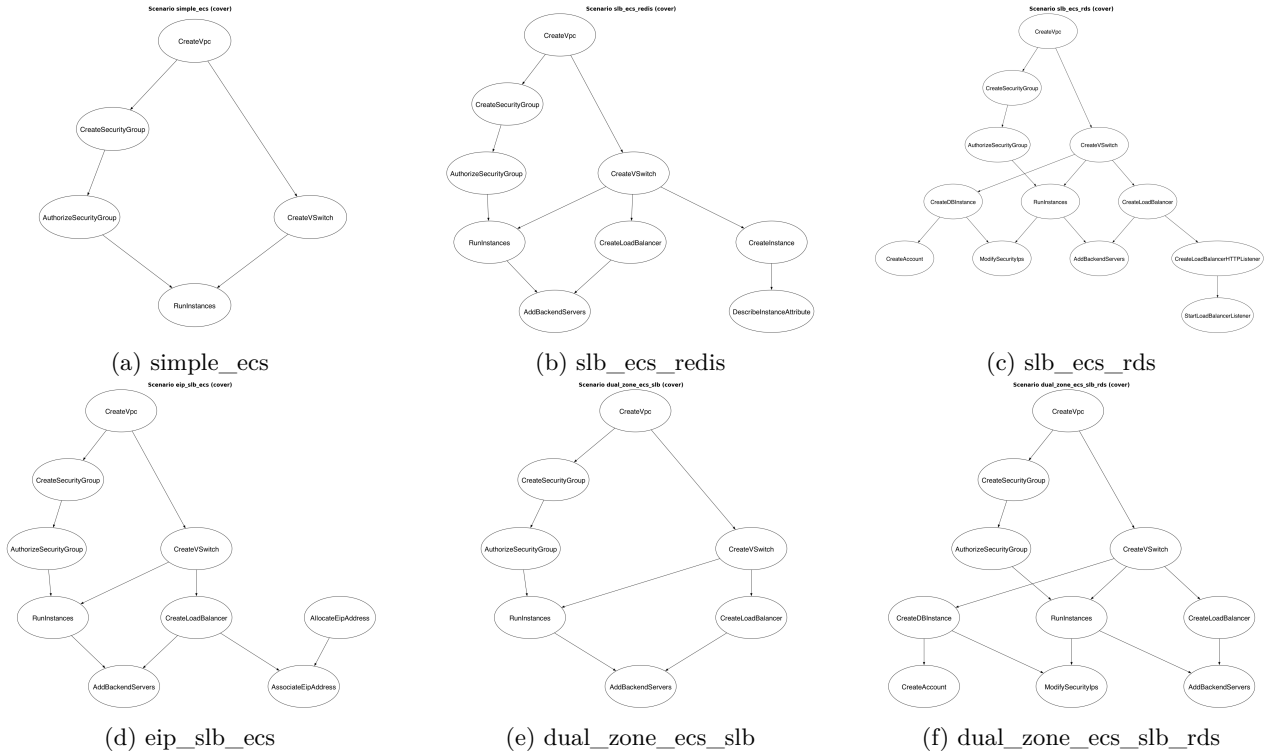 Scenario simple_ecs (cover)
CreateVpc
CreateSecurityGroup
AuthorizeSecurityGroup
CreateVSwitch
RunInstances
(a) simple_ecs
Scenario slb_ecs_redis (cover)
CreateVpc
CreateSecurityGroup
AuthorizeSecurityGroup
CreateVSwitch
RunInstances
CreateLoadBalancer
CreateInstance
AddBackendServers
DescribeInstanceAttribute
(b) slb_ecs_redis
Scenario slb_ecs_rds (cover)
CreateVpc
CreateSecurityGroup
AuthorizeSecurityGroup
CreateVSwitch
CreateDBInstance
RunInstances
CreateLoadBalancer
CreateAccount
ModifySecurityIps
AddBackendServers
CreateLoadBalancerHTTPListener
StartLoadBalancerListener
(c) slb_ecs_rds
Scenario eip_slb_ecs (cover)
CreateVpc
CreateSecurityGroup
AuthorizeSecurityGroup
CreateVSwitch
RunInstances
CreateLoadBalancer
AllocateEipAddress
AddBackendServers
AssociateEipAddress
(d) eip_slb_ecs
Scenario dual_zone_ecs_slb (cover)
CreateVpc
CreateSecurityGroup
AuthorizeSecurityGroup
CreateVSwitch
RunInstances
CreateLoadBalancer
AddBackendServers
(e) dual_zone_ecs_slb
Scenario dual_zone_ecs_slb_rds (cover)
CreateVpc
CreateSecurityGroup
AuthorizeSecurityGroup
CreateVSwitch
CreateDBInstance
RunInstances
CreateLoadBalancer
CreateAccount
ModifySecurityIps
AddBackendServers
(f) dual_zone_ecs_slb_rds